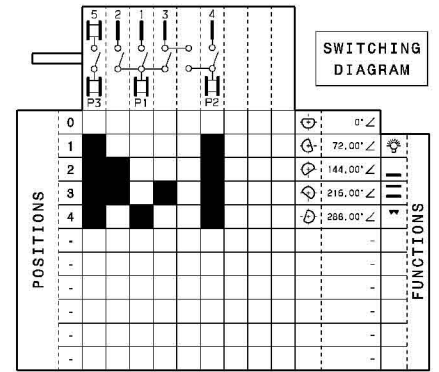 5 2 1 3 4
SWITCHING
DIAGRAM
P3 P1 P2
0 0°∠
1 72,00°∠
2 144,00°∠
3 216,00°∠
4 288,00°∠
- -
- -
- -
- -
- -
- -
POSITIONS
FUNCTIONS